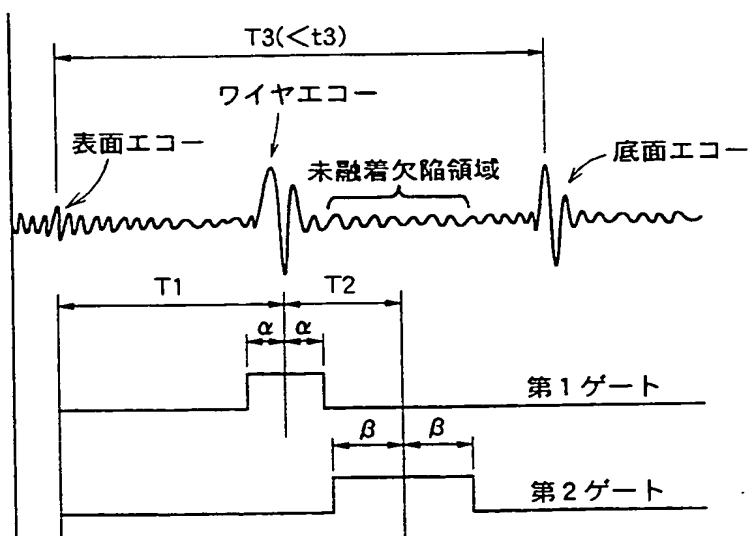 T3(<t3)
ワイヤエコー
表面エコー
未融着欠陥領域
底面エコー
T1
T2
α
α
第1ゲート
β
β
第2ゲート